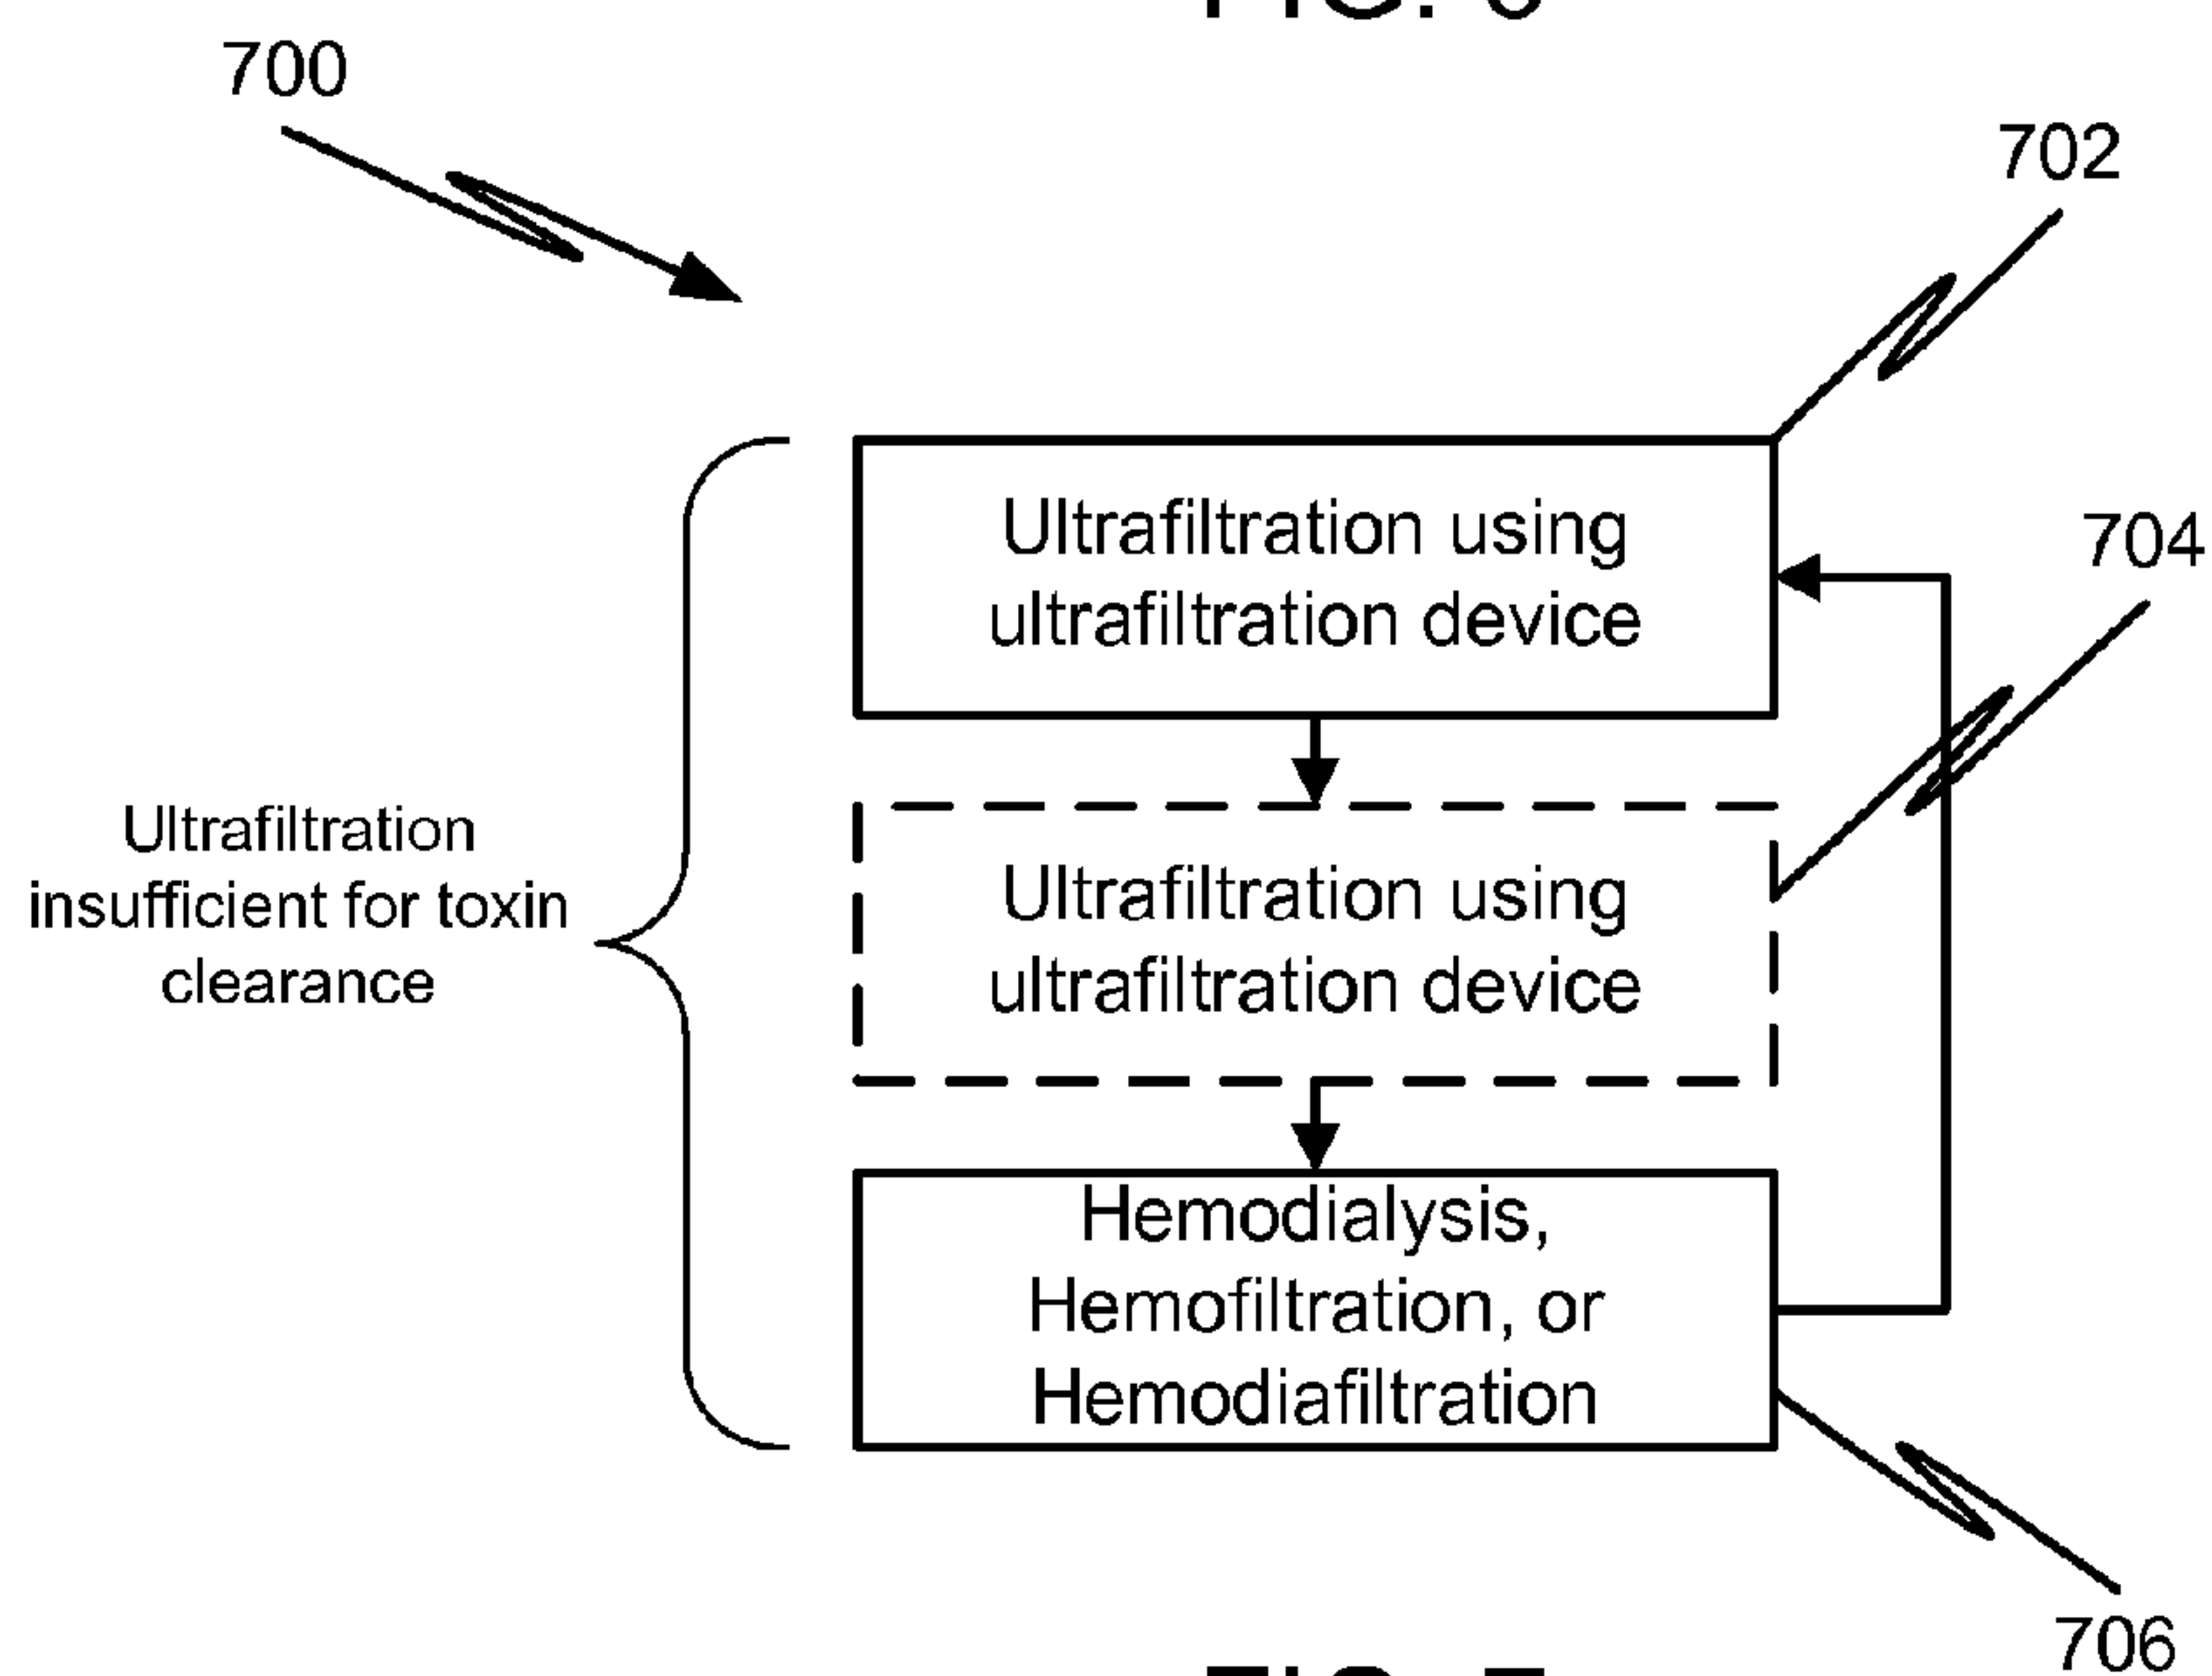 700
702
Ultrafiltration using
ultrafiltration device
704
Ultrafiltration
insufficient for toxin
clearance
Ultrafiltration using
ultrafiltration device
Hemodialysis,
Hemofiltration, or
Hemodiafiltration
706